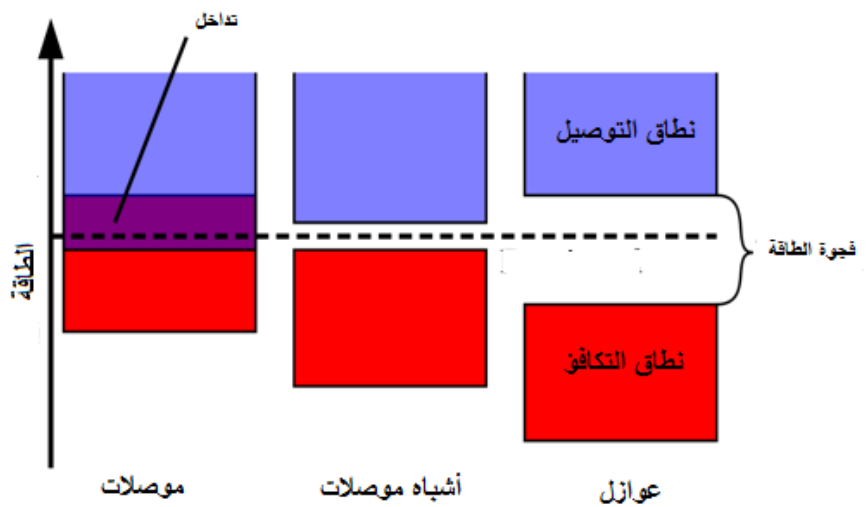 تداخل
نطاق التوصيل
فجوة الطاقة
الطاقة
نطاق التكافؤ
موصلات
أشباه موصلات
عوازل